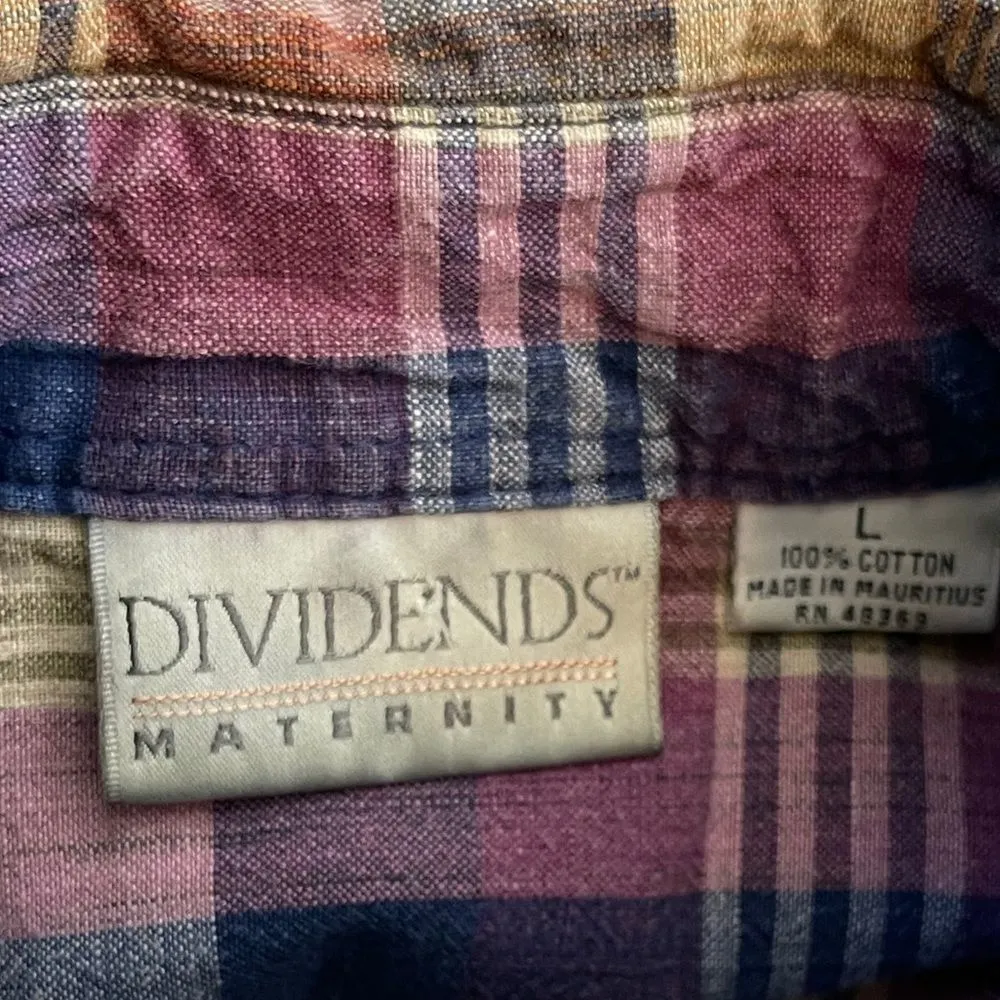 DIVIDENDS™
MATERNITY
L
100% COTTON
MADE IN MAURITIUS
RN